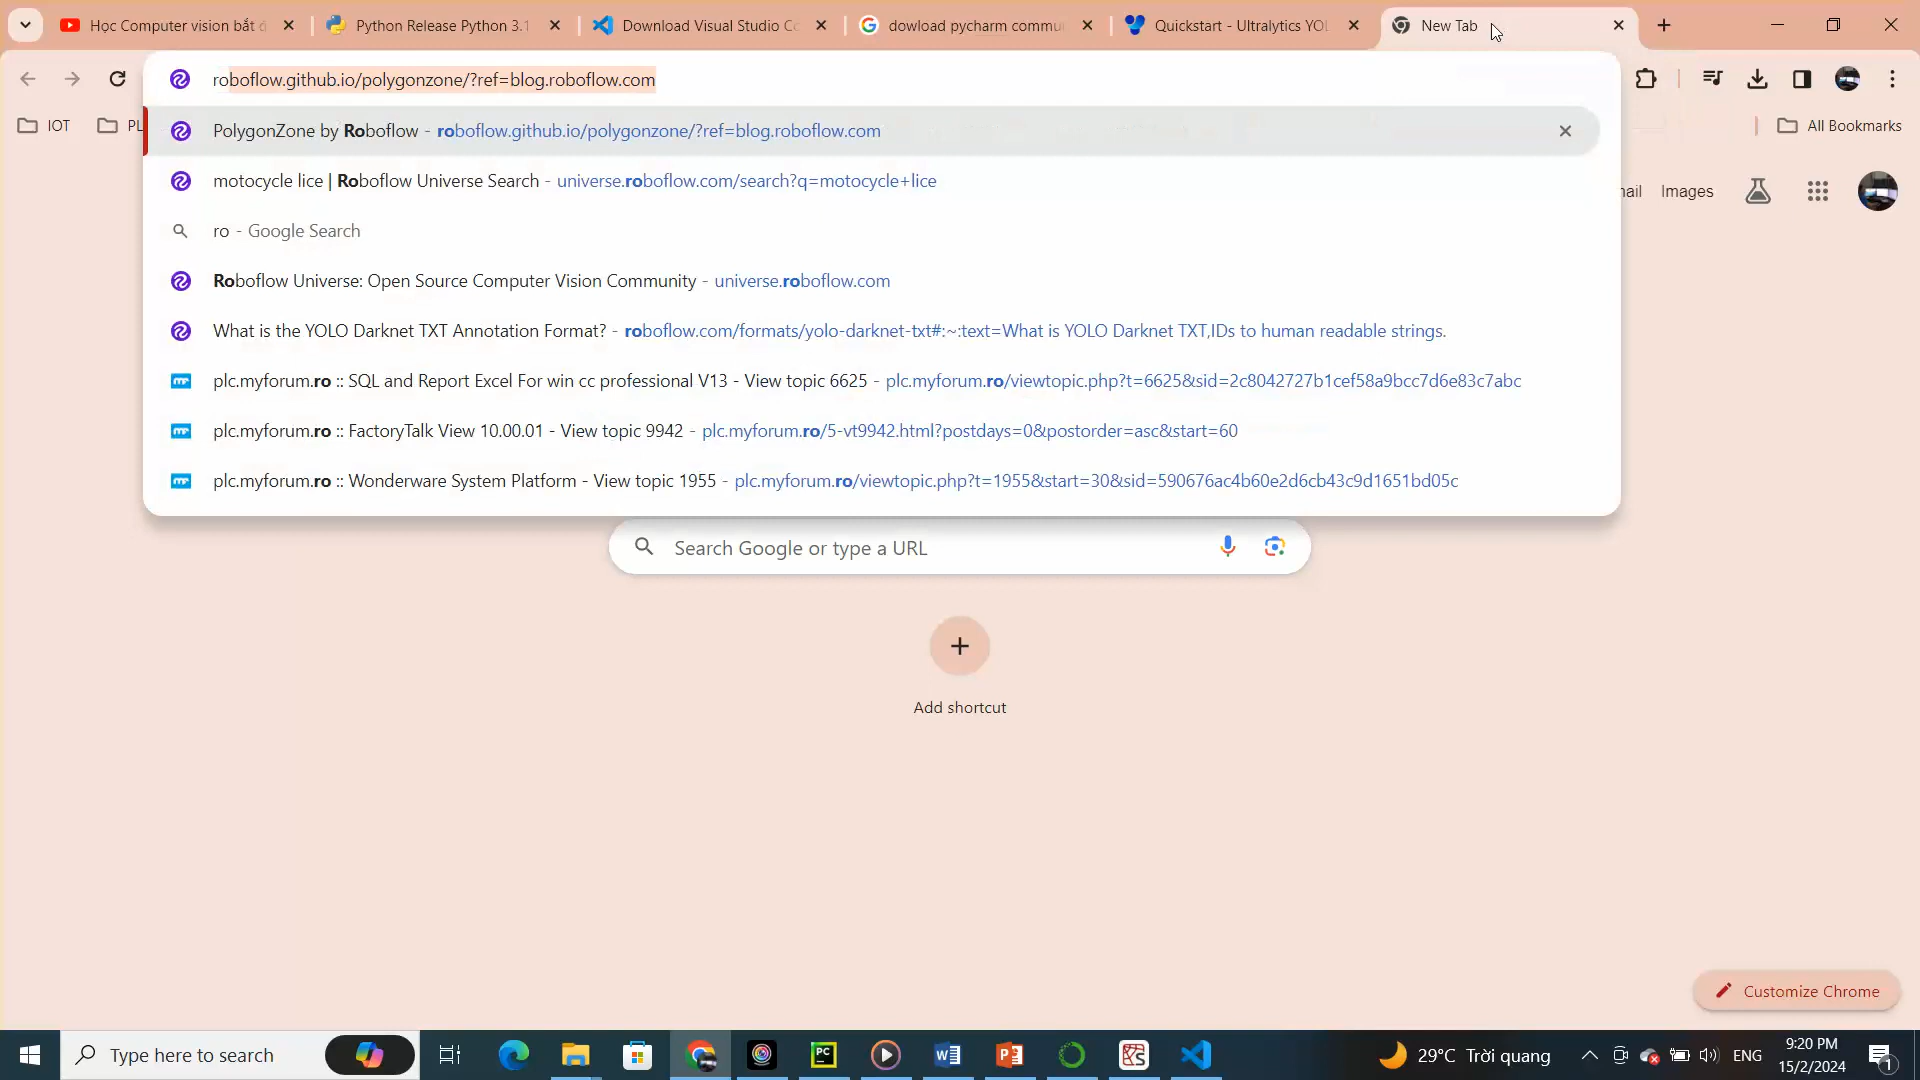 Học Computer vision bắt đ
Python Release Python 3.1
Download Visual Studio Co
dowload pycharm commu
Quickstart - Ultralytics YOL
New Tab
roboflow.github.io/polygonzone/?ref=blog.roboflow.com
IOT
PL
All Bookmarks
PolygonZone by Roboflow - roboflow.github.io/polygonzone/?ref=blog.roboflow.com
motocycle lice | Roboflow Universe Search - universe.roboflow.com/search?q=motocycle+lice
ail
Images
ro - Google Search
Roboflow Universe: Open Source Computer Vision Community - universe.roboflow.com
What is the YOLO Darknet TXT Annotation Format? - roboflow.com/formats/yolo-darknet-txt#:~:text=What is YOLO Darknet TXT,IDs to human readable strings.
plc.myforum.ro :: SQL and Report Excel For win cc professional V13 - View topic 6625 - plc.myforum.ro/viewtopic.php?t=6625&sid=2c8042727b1cef58a9bcc7d6e83c7abc
plc.myforum.ro :: FactoryTalk View 10.00.01 - View topic 9942 - plc.myforum.ro/5-vt9942.html?postdays=0&postorder=asc&start=60
plc.myforum.ro :: Wonderware System Platform - View topic 1955 - plc.myforum.ro/viewtopic.php?t=1955&start=30&sid=590676ac4b60e2d6cb43c9d1651bd05c
Search Google or type a URL
Add shortcut
Customize Chrome
Type here to search
PC
29°C Trời quang
ENG
9:20 PM
15/2/2024
1